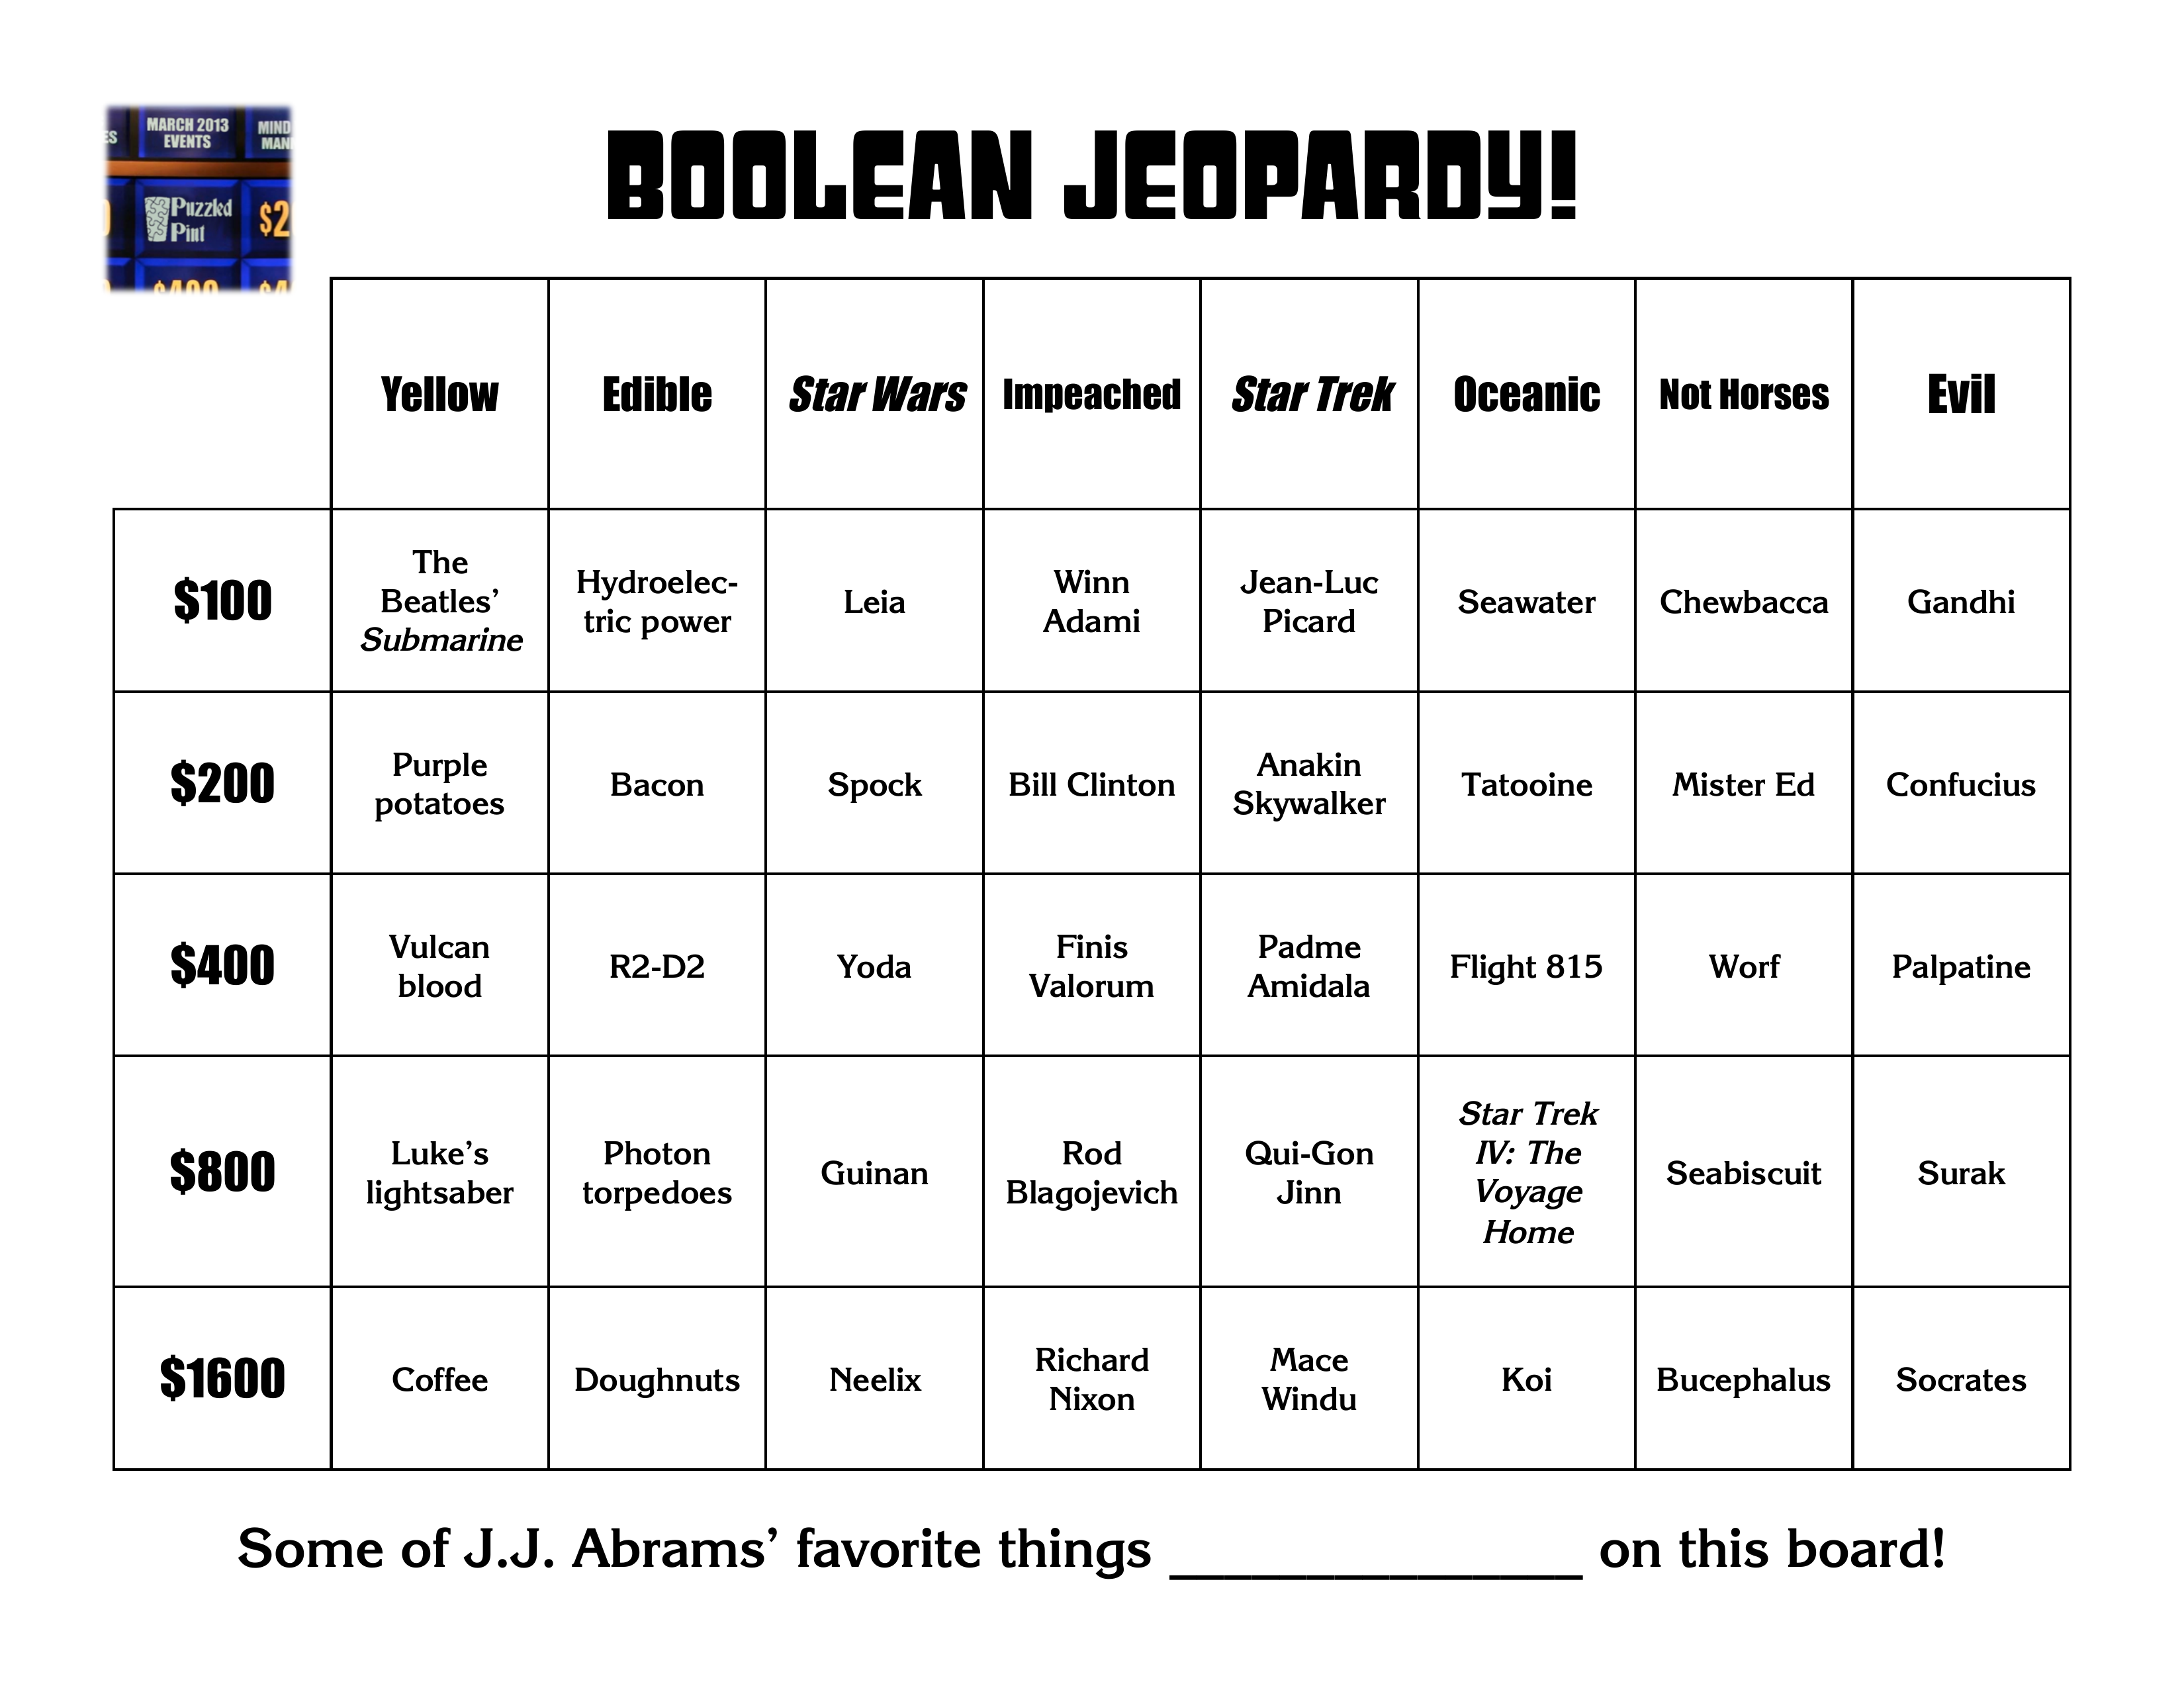 ES
MARCH 2013
EVENTS
MIND
MAN
Puzzled
Pint
$2
$400
$4
BOOLEAN JEOPARDY!
Yellow
Edible
Star Wars
Impeached
Star Trek
Oceanic
Not Horses
Evil
$100
The
Beatles’
Submarine
Hydroelec-
tric power
Leia
Winn
Adami
Jean-Luc
Picard
Seawater
Chewbacca
Gandhi
$200
Purple
potatoes
Bacon
Spock
Bill Clinton
Anakin
Skywalker
Tatooine
Mister Ed
Confucius
$400
Vulcan
blood
R2-D2
Yoda
Finis
Valorum
Padme
Amidala
Flight 815
Worf
Palpatine
$800
Luke’s
lightsaber
Photon
torpedoes
Guinan
Rod
Blagojevich
Qui-Gon
Jinn
Star Trek
IV: The
Voyage
Home
Seabiscuit
Surak
$1600
Coffee
Doughnuts
Neelix
Richard
Nixon
Mace
Windu
Koi
Bucephalus
Socrates
Some of J.J. Abrams’ favorite things _______________ on this board!